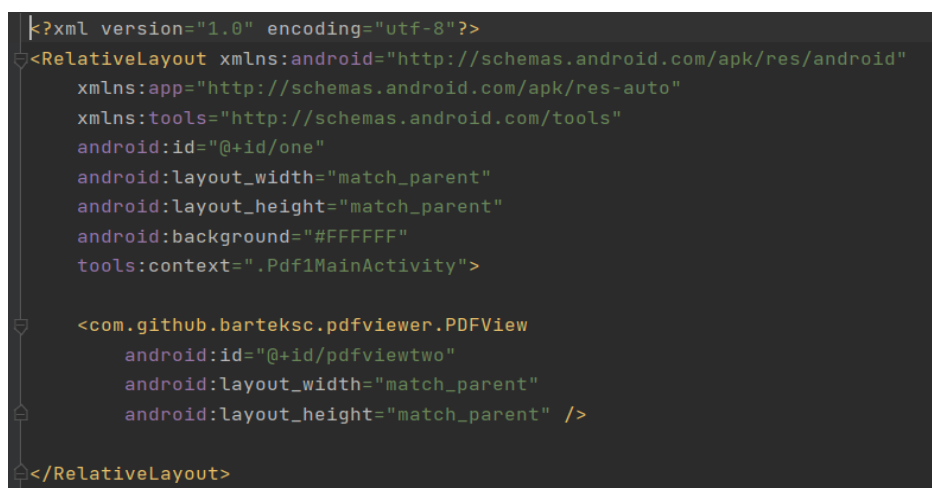 <?xml version="1.0" encoding="utf-8"?>
<RelativeLayout xmlns:android="http://schemas.android.com/apk/res/android"
    xmlns:app="http://schemas.android.com/apk/res-auto"
    xmlns:tools="http://schemas.android.com/tools"
    android:id="@+id/one"
    android:layout_width="match_parent"
    android:layout_height="match_parent"
    android:background="#FFFFFF"
    tools:context=".Pdf1MainActivity">

    <com.github.barteksc.pdfviewer.PDFView
        android:id="@+id/pdfviewtwo"
        android:layout_width="match_parent"
        android:layout_height="match_parent" />

</RelativeLayout>